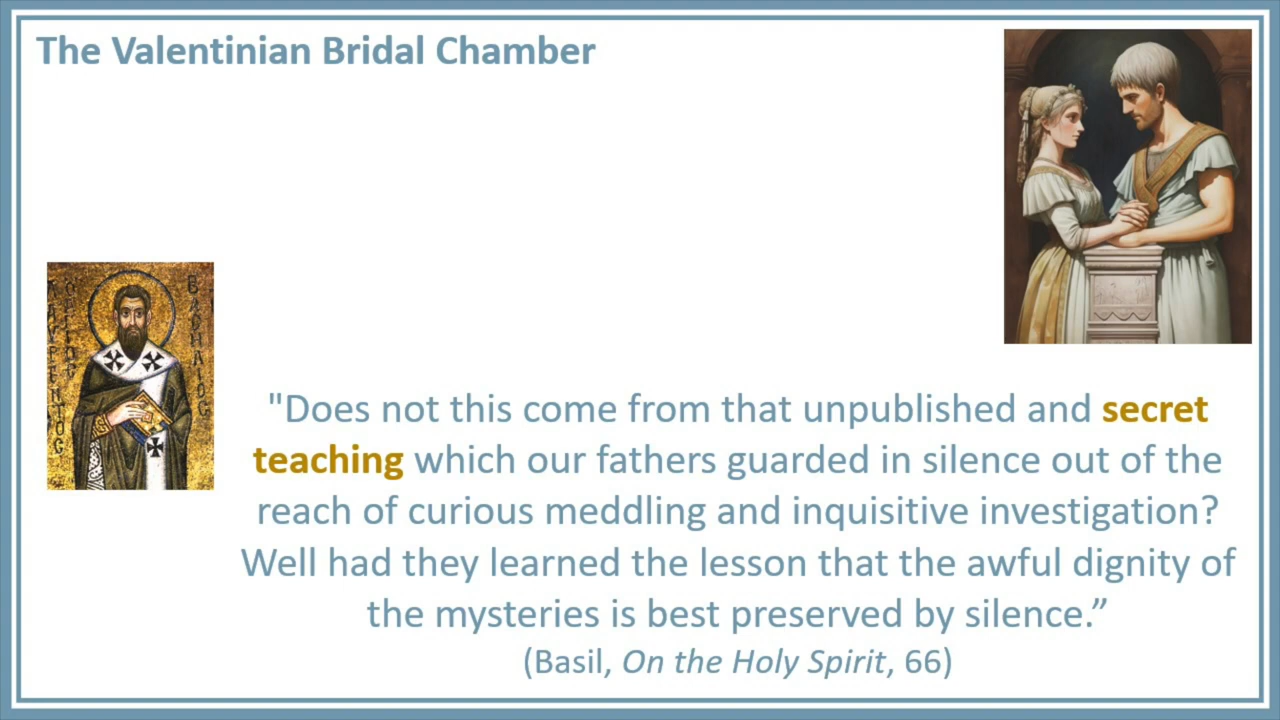 The Valentinian Bridal Chamber
"Does not this come from that unpublished and secret
teaching which our fathers guarded in silence out of the
reach of curious meddling and inquisitive investigation?
Well had they learned the lesson that the awful dignity of
the mysteries is best preserved by silence.”
(Basil, On the Holy Spirit, 66)